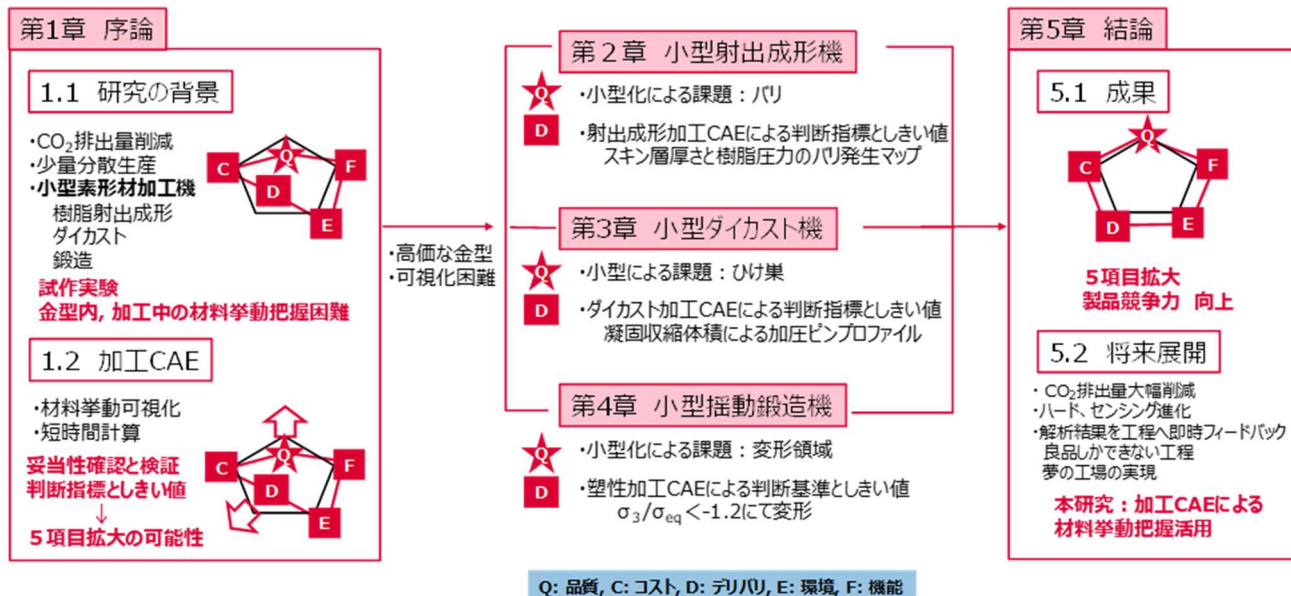 第1章 序論
1.1 研究の背景
・CO₂排出量削減
・少量分散生産
・小型素形材加工機
樹脂射出成形
ダイカスト
鍛造
Q
C
F
D
E
試作実験
金型内, 加工中の材料挙動把握困難
1.2 加工CAE
・材料挙動可視化
・短時間計算
妥当性確認と検証
判断指標としきい値
↓
５項目拡大の可能性
Q
C
F
D
E
・高価な金型
・可視化困難
第２章 小型射出成形機
Q
・小型化による課題：バリ
D
・射出成形加工CAEによる判断指標としきい値
スキン層厚さと樹脂圧力のバリ発生マップ
第3章 小型ダイカスト機
Q
・小型による課題：ひけ巣
D
・ダイカスト加工CAEによる判断指標としきい値
凝固収縮体積による加圧ピンプロファイル
第4章 小型揺動鍛造機
Q
・小型化による課題：変形領域
D
・塑性加工CAEによる判断基準としきい値
σ₃/σeq＜-1.2にて変形
第5章 結論
5.1 成果
Q
C
F
D
E
５項目拡大
製品競争力 向上
5.2 将来展開
・CO₂排出量大幅削減
・ハード、センシング進化
・解析結果を工程へ即時フィードバック
良品しかできない工程
夢の工場の実現
本研究：加工CAEによる
材料挙動把握活用
Q: 品質, C: コスト, D: デリバリ, E: 環境, F: 機能